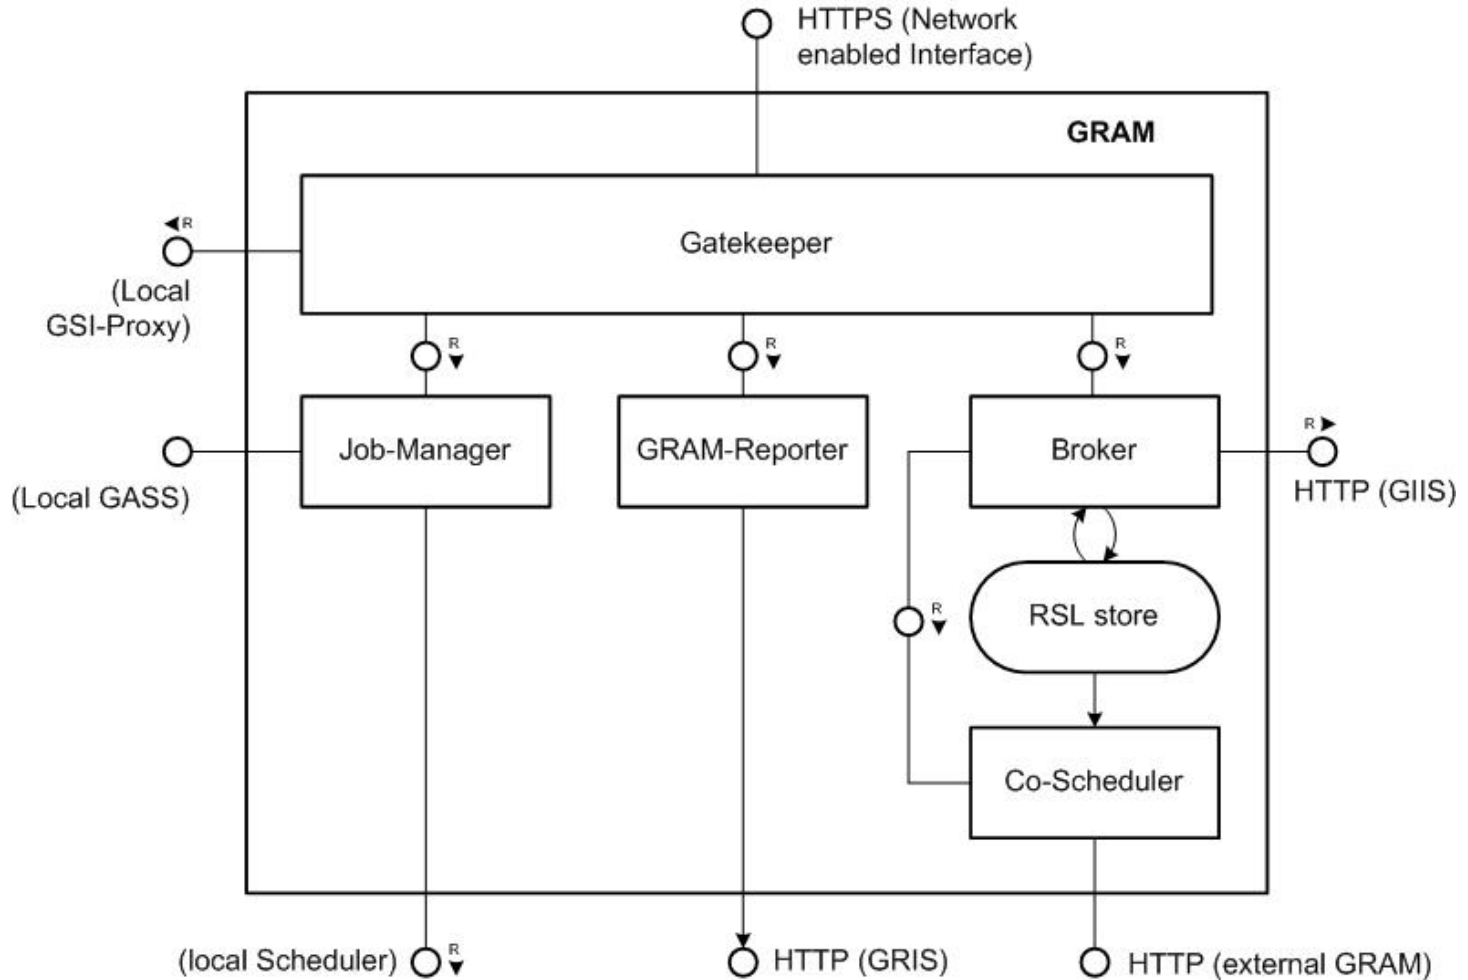 HTTPS (Network
enabled Interface)
GRAM
R
Gatekeeper
(Local
GSI-Proxy)
R
R
R
Job-Manager
GRAM-Reporter
Broker
R
(Local GASS)
HTTP (GIIS)
R
RSL store
Co-Scheduler
(local Scheduler)
R
HTTP (GRIS)
HTTP (external GRAM)